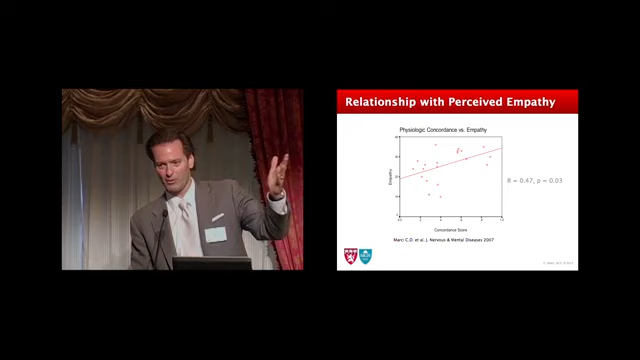 Relationship with Perceived Empathy
Physiologic Concordance vs. Empathy
Empathy
R = 0.47, p = 0.03
Concordance Score
Marci C.D. et al. J. Nervous & Mental Diseases 2007